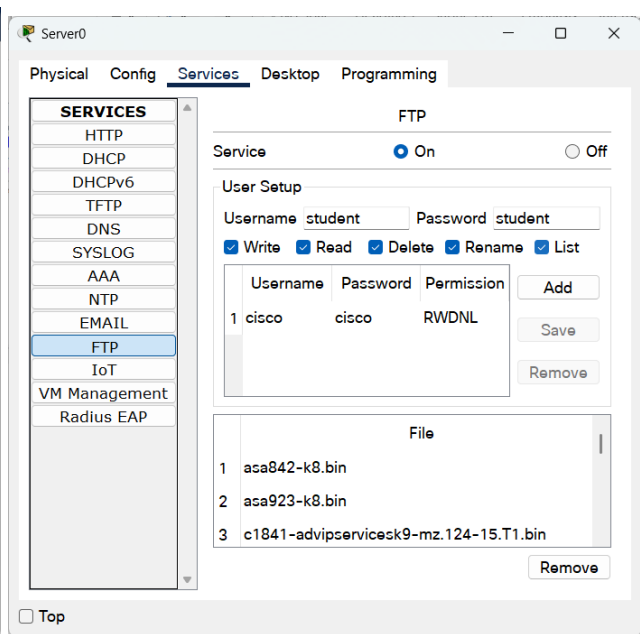 Server0
Physical Config Services Desktop Programming
SERVICES
HTTP
DHCP
DHCPv6
TFTP
DNS
SYSLOG
AAA
NTP
EMAIL
FTP
IoT
VM Management
Radius EAP
FTP
Service On Off
User Setup
Username student Password student
Write Read Delete Rename List
Username Password Permission
1 cisco cisco RWDNL
Add
Save
Remove
File
1 asa842-k8.bin
2 asa923-k8.bin
3 c1841-advipservicesk9-mz.124-15.T1.bin
Remove
Top